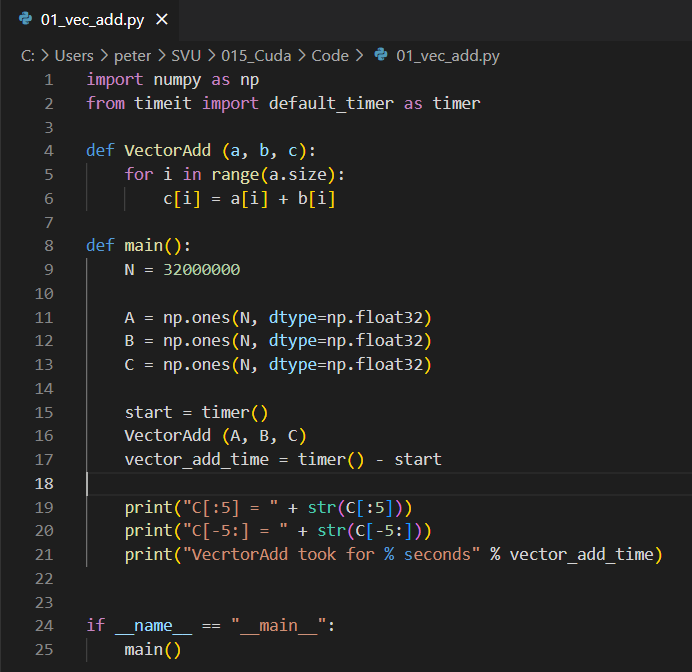 01_vec_add.py ×
C: > Users > peter > SVU > 015_Cuda > Code > 01_vec_add.py
1 import numpy as np
2 from timeit import default_timer as timer
3
4 def VectorAdd (a, b, c):
5     for i in range(a.size):
6         c[i] = a[i] + b[i]
7
8 def main():
9     N = 32000000
10
11     A = np.ones(N, dtype=np.float32)
12     B = np.ones(N, dtype=np.float32)
13     C = np.ones(N, dtype=np.float32)
14
15     start = timer()
16     VectorAdd (A, B, C)
17     vector_add_time = timer() - start
18
19     print("C[:5] = " + str(C[:5]))
20     print("C[-5:] = " + str(C[-5:]))
21     print("VecrtorAdd took for % seconds" % vector_add_time)
22
23
24 if __name__ == "__main__":
25     main()